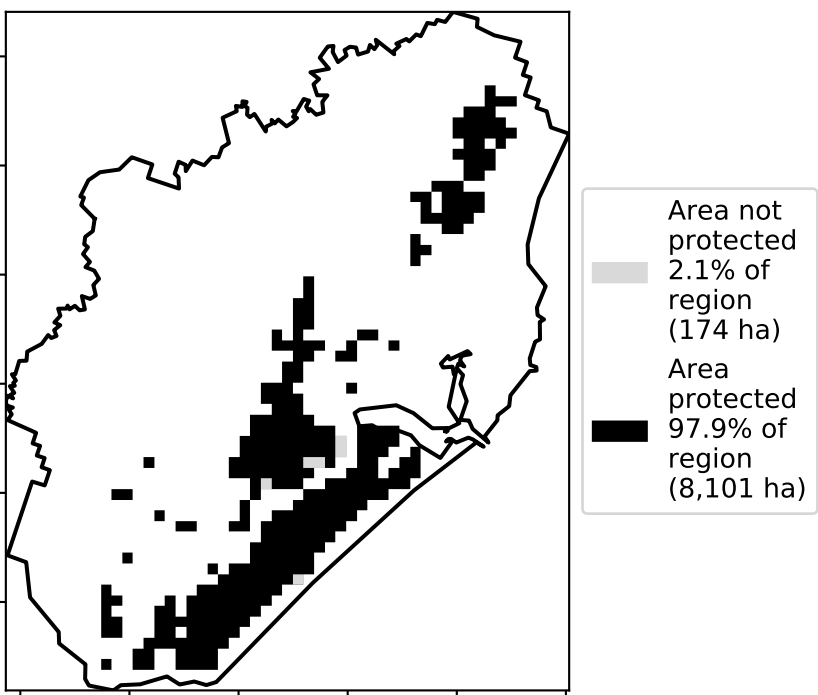 Area not
protected
2.1% of
region
(174 ha)
Area
protected
97.9% of
region
(8,101 ha)